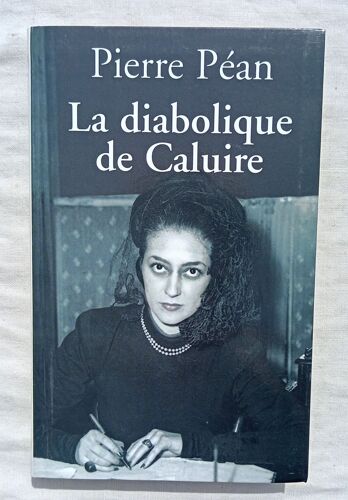 Pierre Péan
La diabolique
de Caluire